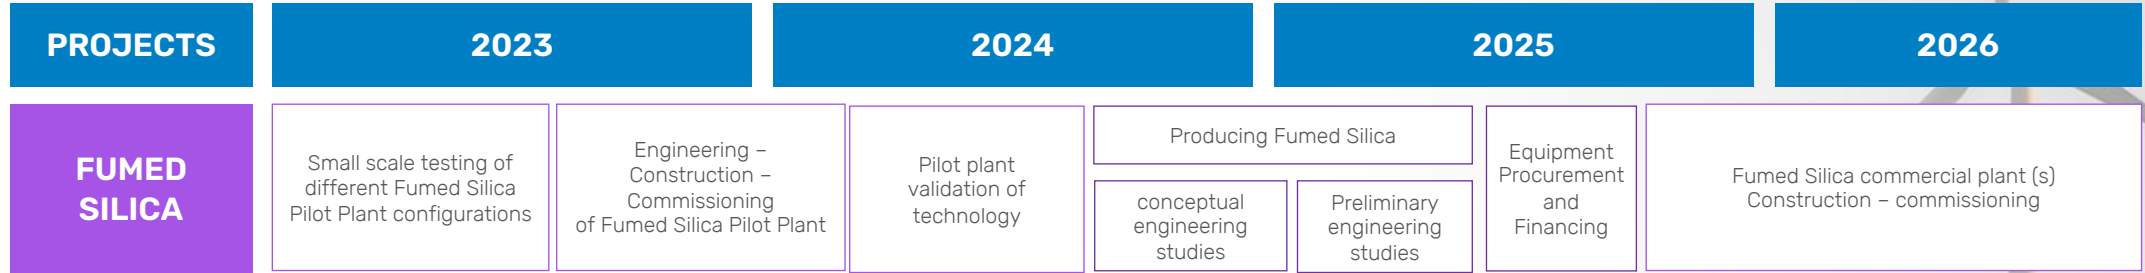 PROJECTS
2023
2024
2025
2026
FUMED
SILICA
Small scale testing of
different Fumed Silica
Pilot Plant configurations
Engineering –
Construction –
Commissioning
of Fumed Silica Pilot Plant
Pilot plant
validation of
technology
Producing Fumed Silica
conceptual
engineering
studies
Preliminary
engineering
studies
Equipment
Procurement
and
Financing
Fumed Silica commercial plant (s)
Construction – commissioning